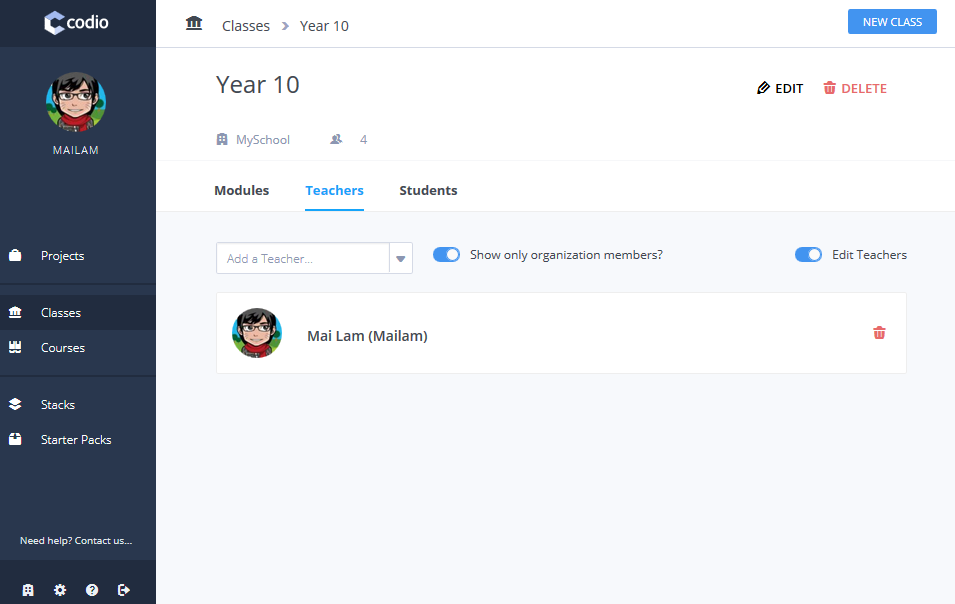 codio
MAILAM
Projects
Classes
Courses
Stacks
Starter Packs
Need help? Contact us...
Classes > Year 10
NEW CLASS
Year 10
EDIT
DELETE
MySchool
4
Modules
Teachers
Students
Add a Teacher...
Show only organization members?
Edit Teachers
Mai Lam (Mailam)